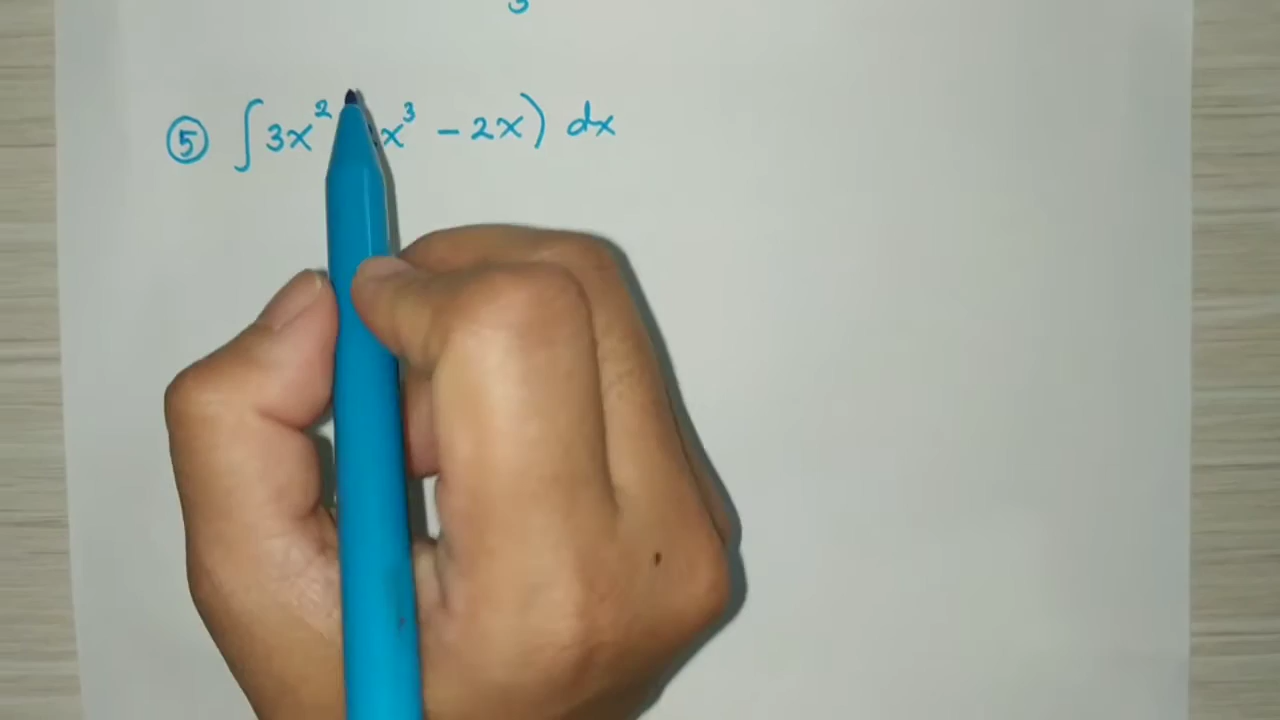 ⑤ ∫3x² x³ - 2x) dx